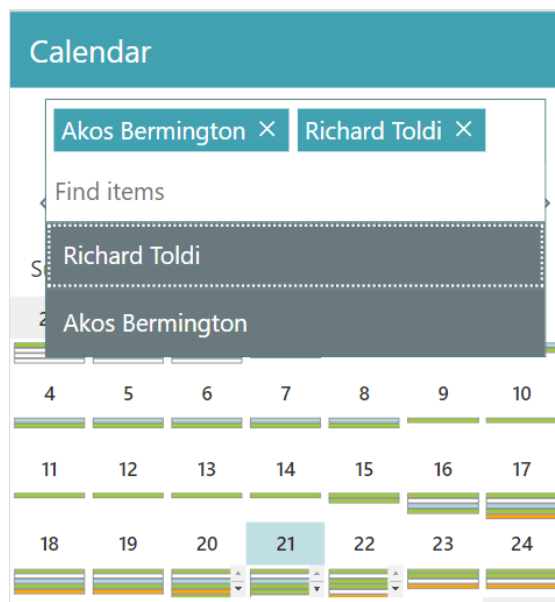 Calendar
Akos Bermington × Richard Toldi ×
Find items
Richard Toldi
Akos Bermington
4 5 6 7 8 9 10
11 12 13 14 15 16 17
18 19 20 21 22 23 24